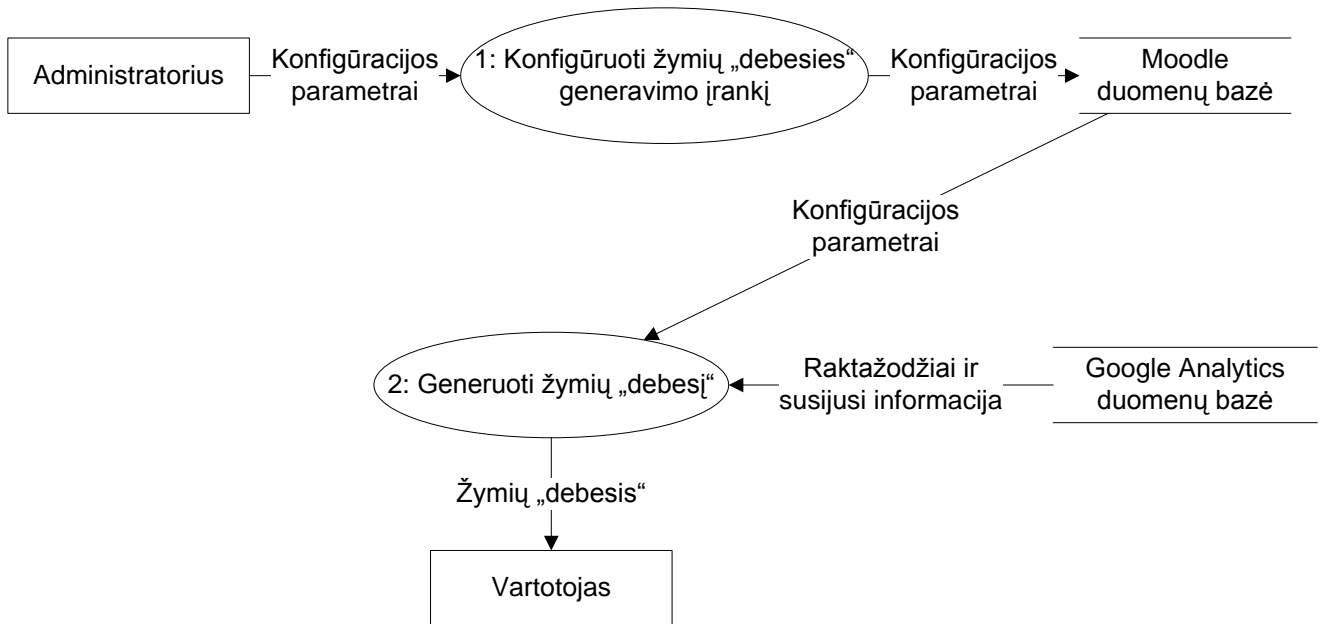 Administratorius
Konfigūracijos
parametrai
1: Konfigūruoti žymių „debesies“
generavimo įrankį
Konfigūracijos
parametrai
Moodle
duomenų bazė
Konfigūracijos
parametrai
2: Generuoti žymių „debesį“
Raktažodžiai ir
susijusi informacija
Google Analytics
duomenų bazė
Žymių „debesis“
Vartotojas